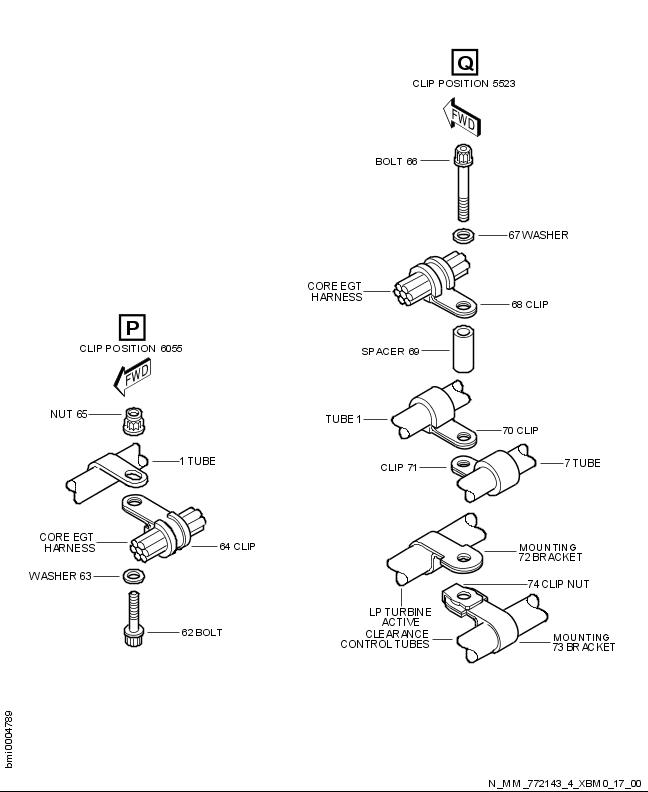 Q
CLIP POSITION 5523
FWD
BOLT 66
67 WASHER
CORE EGT
HARNESS
68 CLIP
SPACER 69
TUBE 1
70 CLIP
CLIP 71
7 TUBE
MOUNTING
72 BRACKET
74 CLIP NUT
LP TURBINE
ACTIVE
CLEARANCE
CONTROL TUBES
MOUNTING
73 BRACKET
P
CLIP POSITION 6055
FWD
NUT 65
1 TUBE
CORE EGT
HARNESS
64 CLIP
WASHER 63
62 BOLT
bmi0004789
N_MM_772143_4_XBM0_17_00